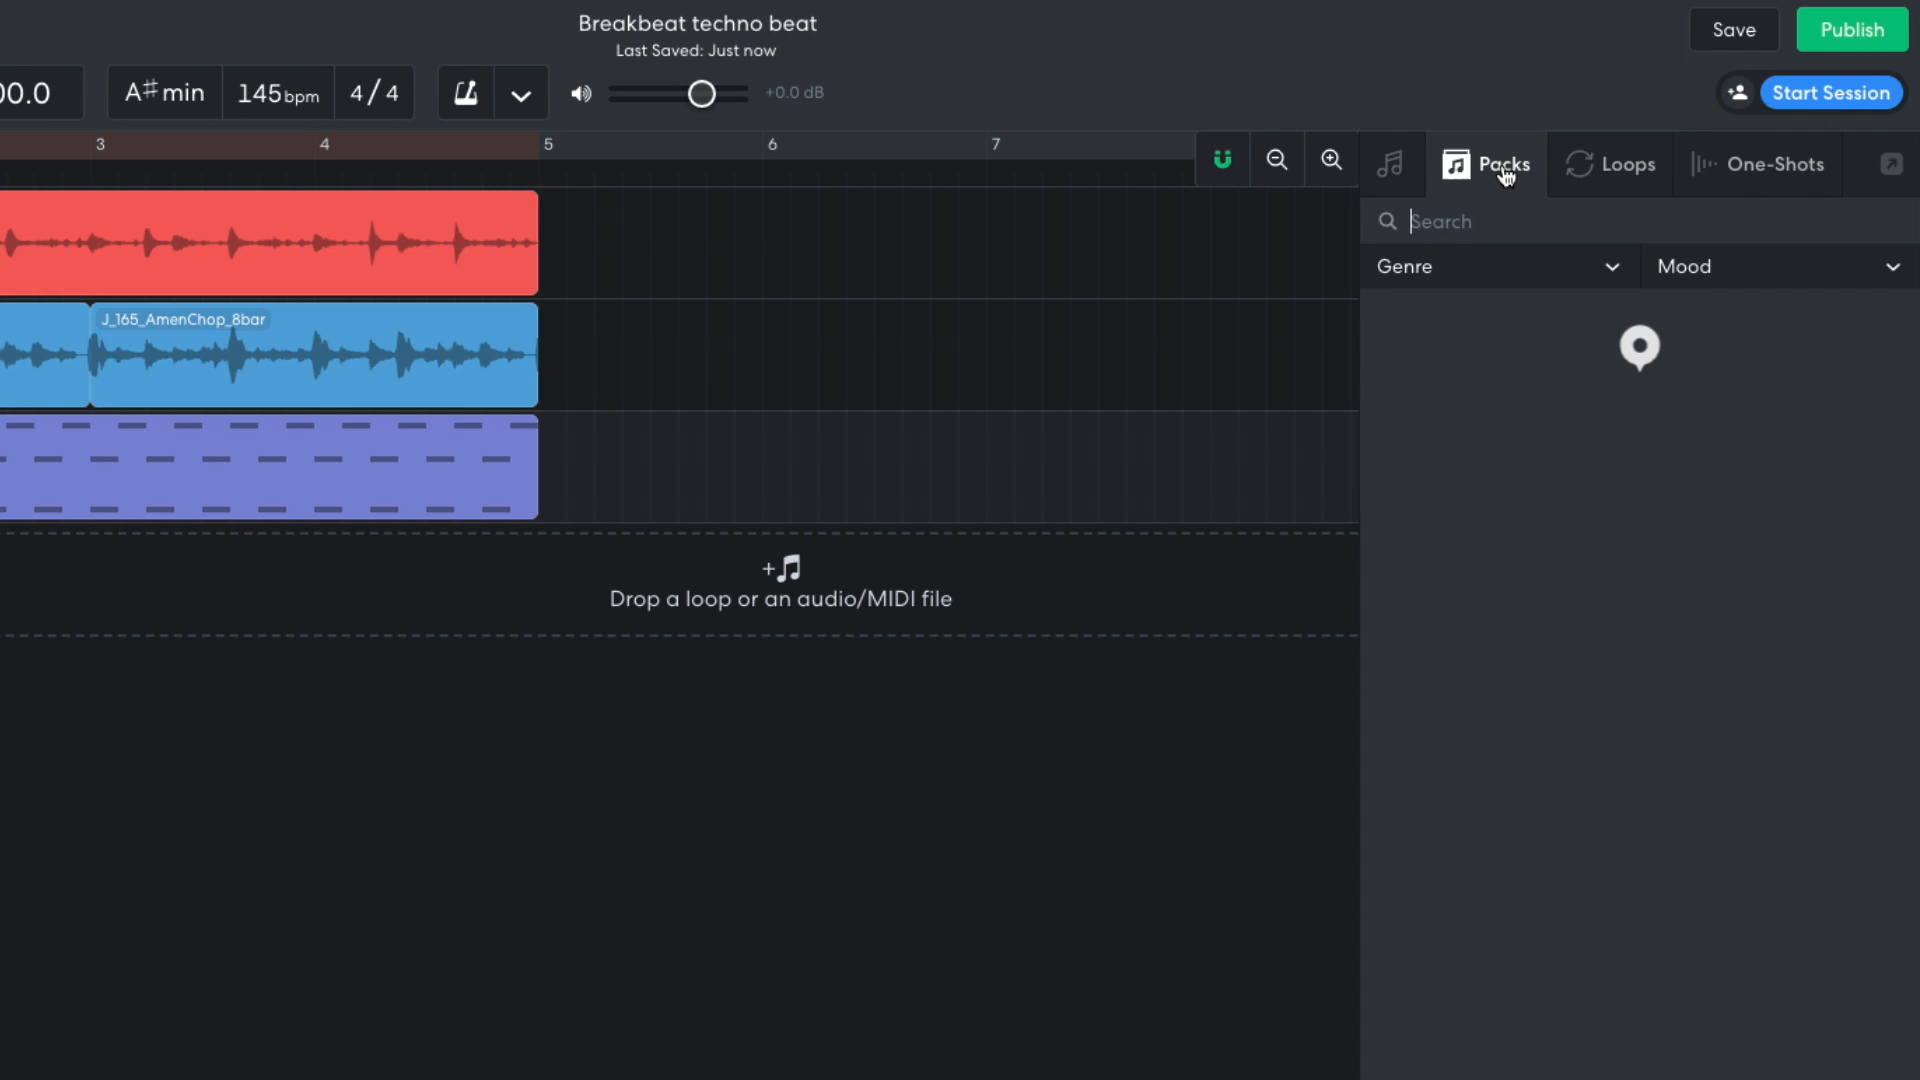 Breakbeat techno beat
Last Saved: Just now
Save
Publish
00.0
A♯min
145bpm
4/4
+0.0 dB
Start Session
3
4
5
6
7
Packs
Loops
One-Shots
Search
Genre
Mood
J_165_AmenChop_8bar
Drop a loop or an audio/MIDI file